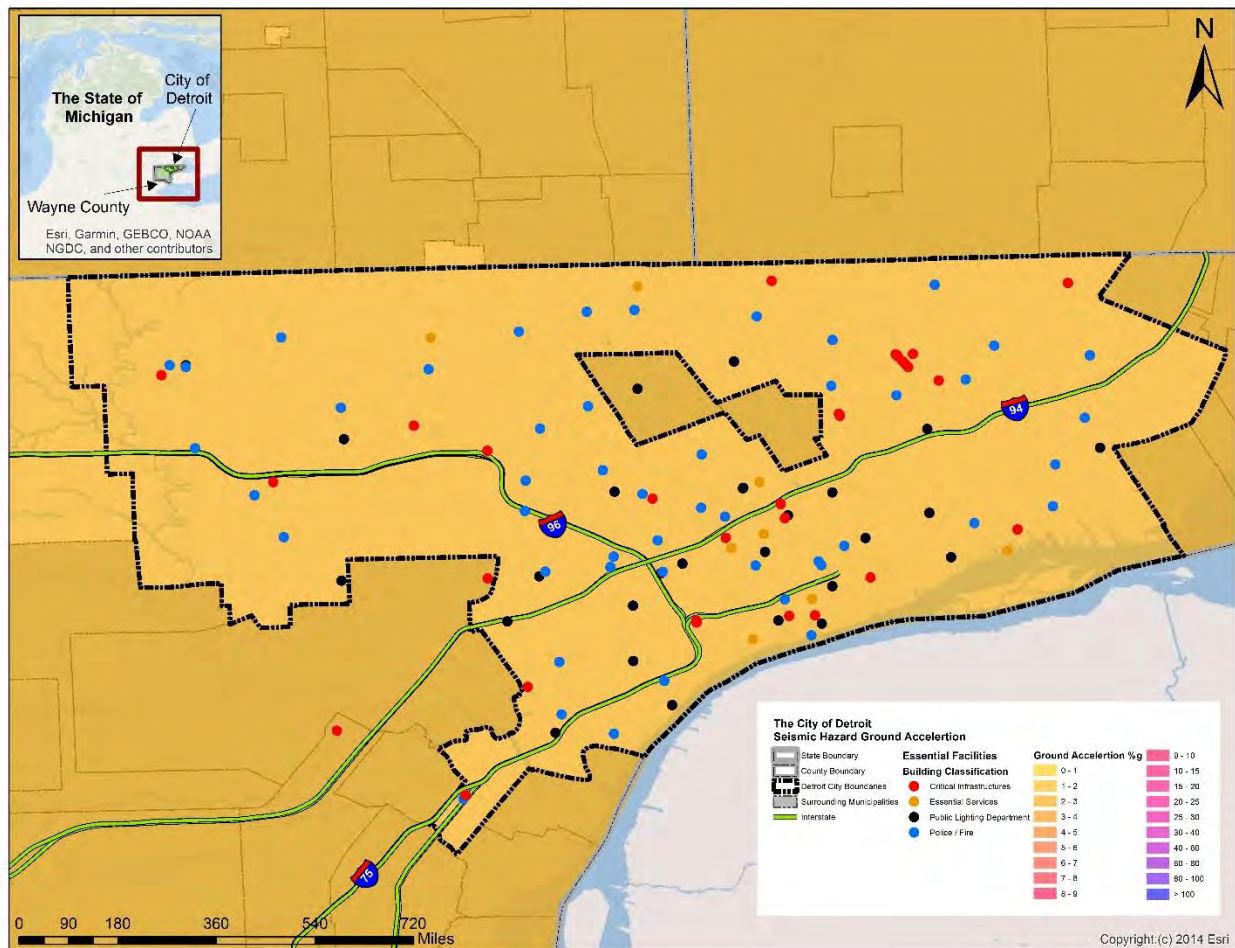 The State of
Michigan
City of
Detroit
Wayne County
Esri, Garmin, GEBCO, NOAA
NGDC, and other contributors
N
94
96
75
The City of Detroit
Seismic Hazard Ground Accelertion
State Boundary
County Boundary
Detroit City Boundaries
Surrounding Municipalities
Interstate
Essential Facilities
Building Classification
Critical Infrastructures
Essential Services
Public Lighting Department
Police / Fire
Ground Accelertion %g
0 - 1
1 - 2
2 - 3
3 - 4
4 - 5
5 - 6
6 - 7
7 - 8
8 - 9
9 - 10
10 - 15
15 - 20
20 - 25
25 - 30
30 - 40
40 - 60
60 - 80
80 - 100
> 100
0 90 180 360 540 720
Miles
Copyright:(c) 2014 Esri